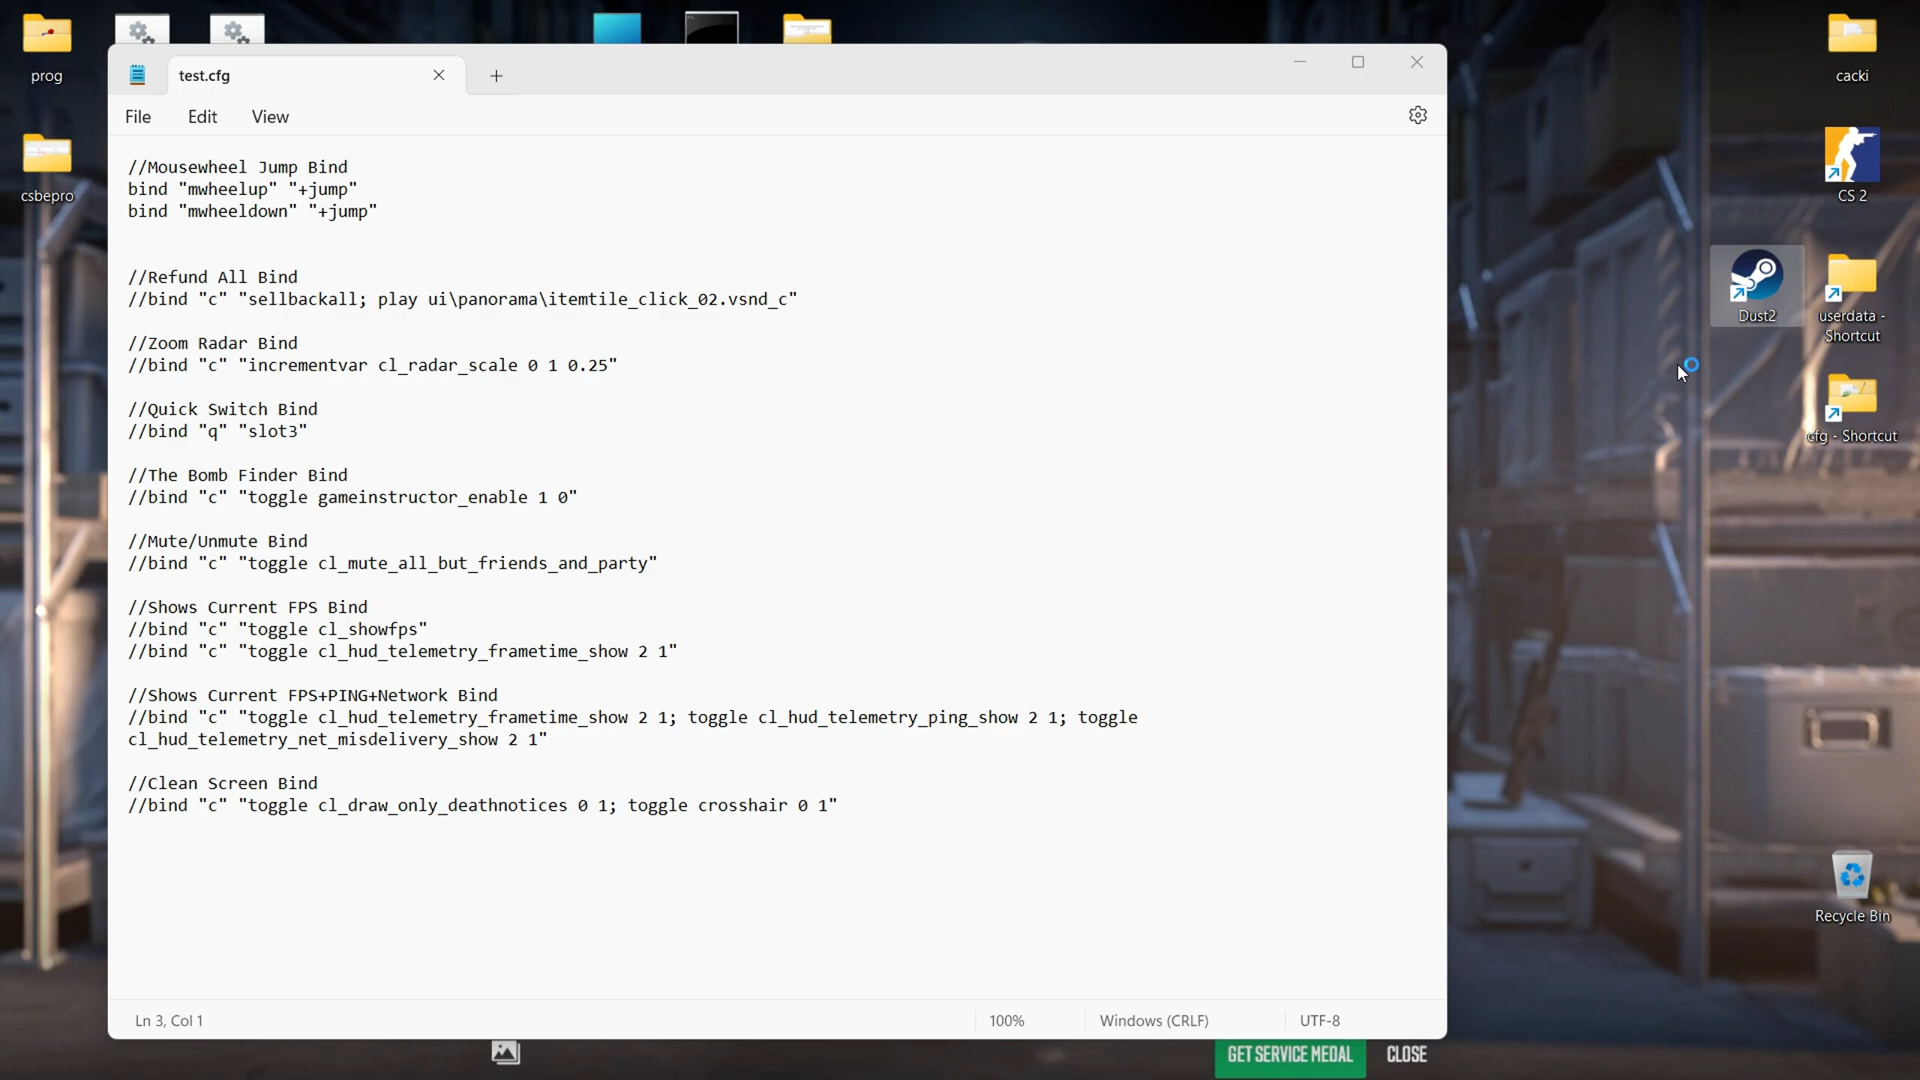 prog
csbepro
test.cfg
File Edit View
//Mousewheel Jump Bind
bind "mwheelup" "+jump"
bind "mwheeldown" "+jump"
//Refund All Bind
//bind "c" "sellbackall; play ui\panorama\itemtile_click_02.vsnd_c"
//Zoom Radar Bind
//bind "c" "incrementvar cl_radar_scale 0 1 0.25"
//Quick Switch Bind
//bind "q" "slot3"
//The Bomb Finder Bind
//bind "c" "toggle gameinstructor_enable 1 0"
//Mute/Unmute Bind
//bind "c" "toggle cl_mute_all_but_friends_and_party"
//Shows Current FPS Bind
//bind "c" "toggle cl_showfps"
//bind "c" "toggle cl_hud_telemetry_frametime_show 2 1"
//Shows Current FPS+PING+Network Bind
//bind "c" "toggle cl_hud_telemetry_frametime_show 2 1; toggle cl_hud_telemetry_ping_show 2 1; toggle
cl_hud_telemetry_net_misdelivery_show 2 1"
//Clean Screen Bind
//bind "c" "toggle cl_draw_only_deathnotices 0 1; toggle crosshair 0 1"
Ln 3, Col 1
100%
Windows (CRLF)
UTF-8
GET SERVICE MEDAL
CLOSE
cacki
CS 2
Dust2
userdata -
Shortcut
cfg - Shortcut
Recycle Bin